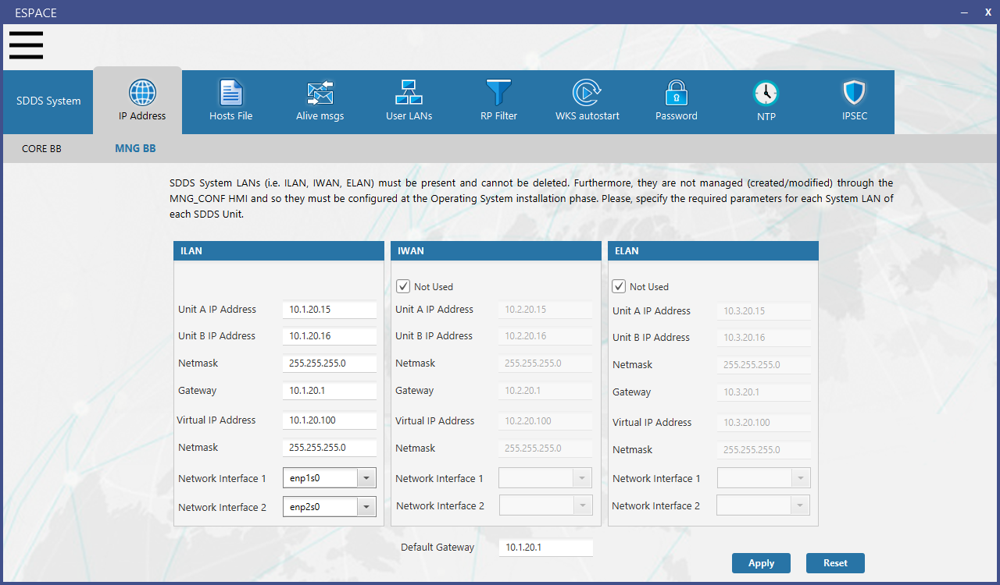 ESPACE
SDDS System
IP Address
Hosts File
Alive msgs
User LANs
RP Filter
WKS autostart
Password
NTP
IPSEC
CORE BB
MNG BB
SDDS System LANs (i.e. ILAN, IWAN, ELAN) must be present and cannot be deleted. Furthermore, they are not managed (created/modified) through the
MNG_CONF HMI and so they must be configured at the Operating System installation phase. Please, specify the required parameters for each System LAN of
each SDDS Unit.
ILAN
Unit A IP Address 10.1.20.15
Unit B IP Address 10.1.20.16
Netmask 255.255.255.0
Gateway 10.1.20.1
Virtual IP Address 10.1.20.100
Netmask 255.255.255.0
Network Interface 1 enp1s0
Network Interface 2 enp2s0
IWAN
Not Used
Unit A IP Address 10.2.20.15
Unit B IP Address 10.2.20.16
Netmask 255.255.255.0
Gateway 10.2.20.1
Virtual IP Address 10.2.20.100
Netmask 255.255.255.0
Network Interface 1
Network Interface 2
ELAN
Not Used
Unit A IP Address 10.3.20.15
Unit B IP Address 10.3.20.16
Netmask 255.255.255.0
Gateway 10.3.20.1
Virtual IP Address 10.3.20.100
Netmask 255.255.255.0
Network Interface 1
Network Interface 2
Default Gateway 10.1.20.1
Apply
Reset